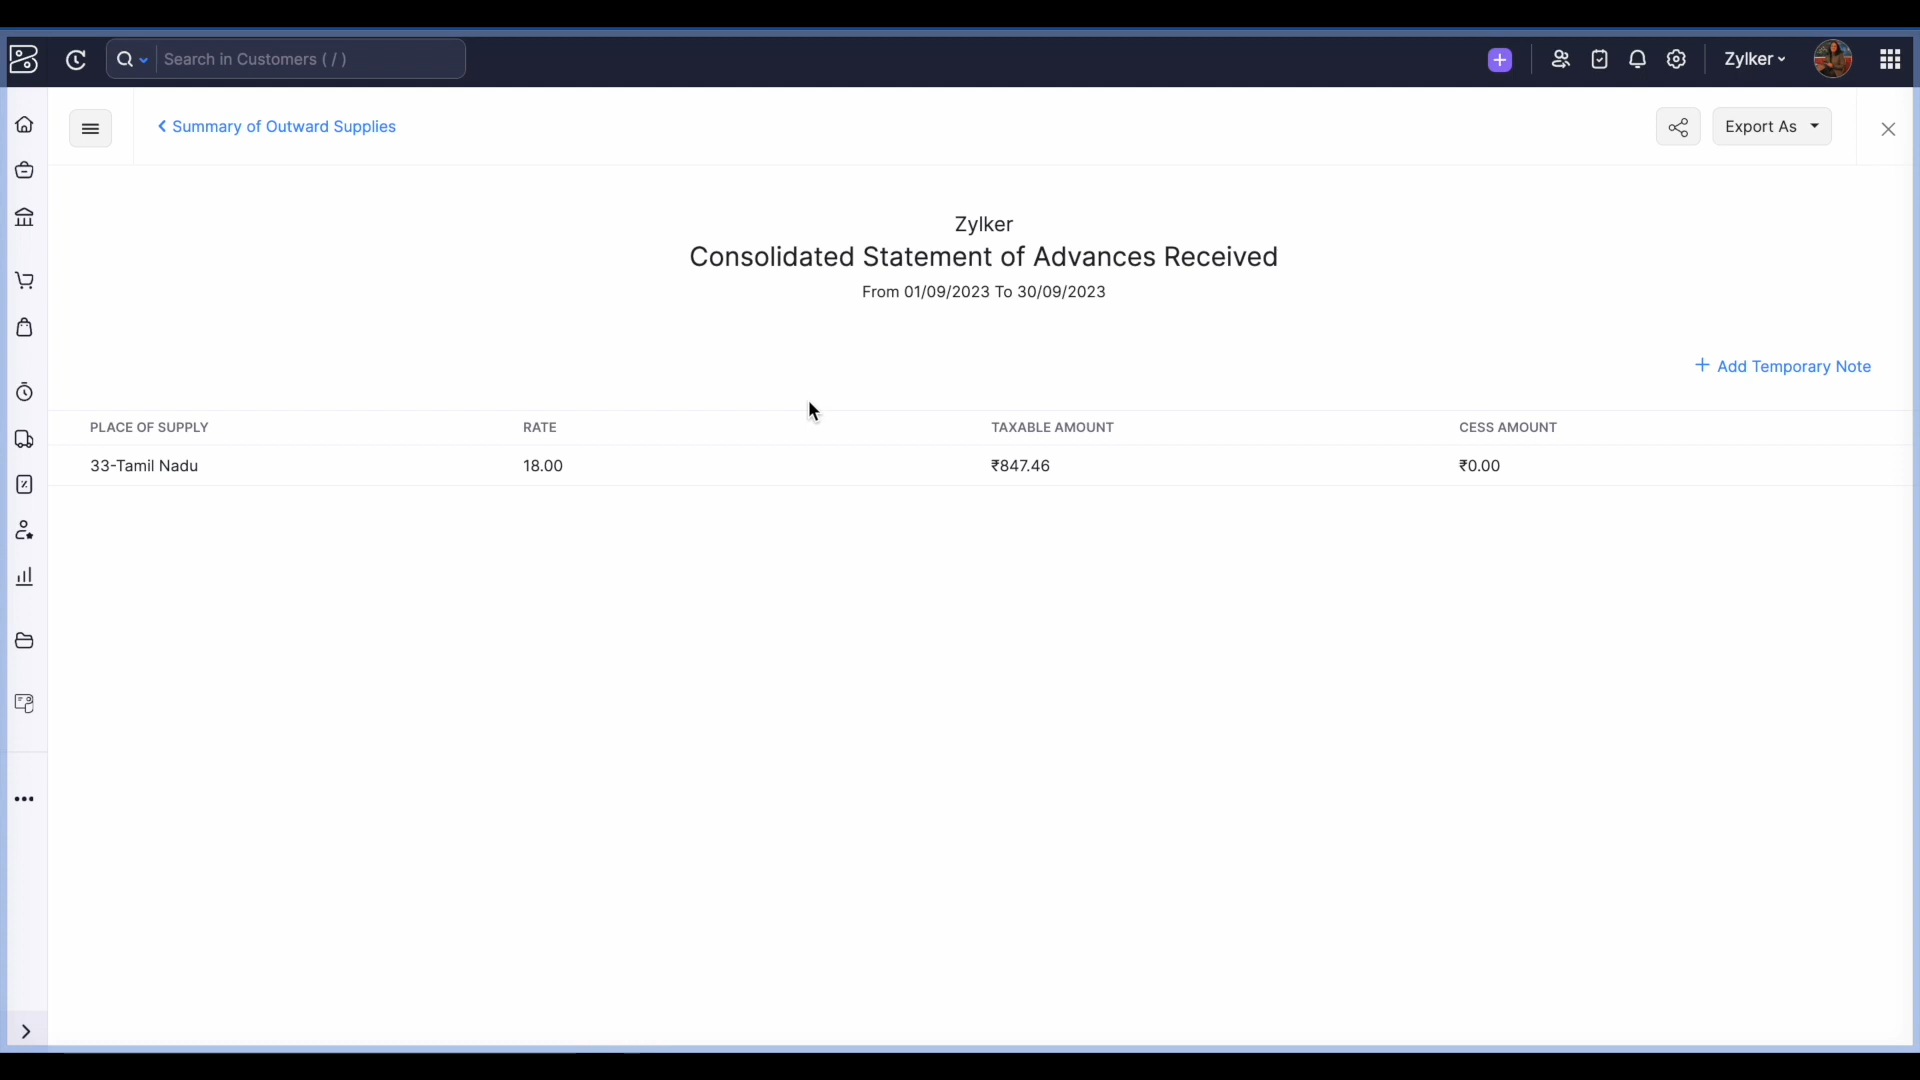 Search in Customers ( / )
Zylker
Summary of Outward Supplies
Export As
Zylker
Consolidated Statement of Advances Received
From 01/09/2023 To 30/09/2023
+ Add Temporary Note
PLACE OF SUPPLY RATE TAXABLE AMOUNT CESS AMOUNT
33-Tamil Nadu 18.00 ₹847.46 ₹0.00